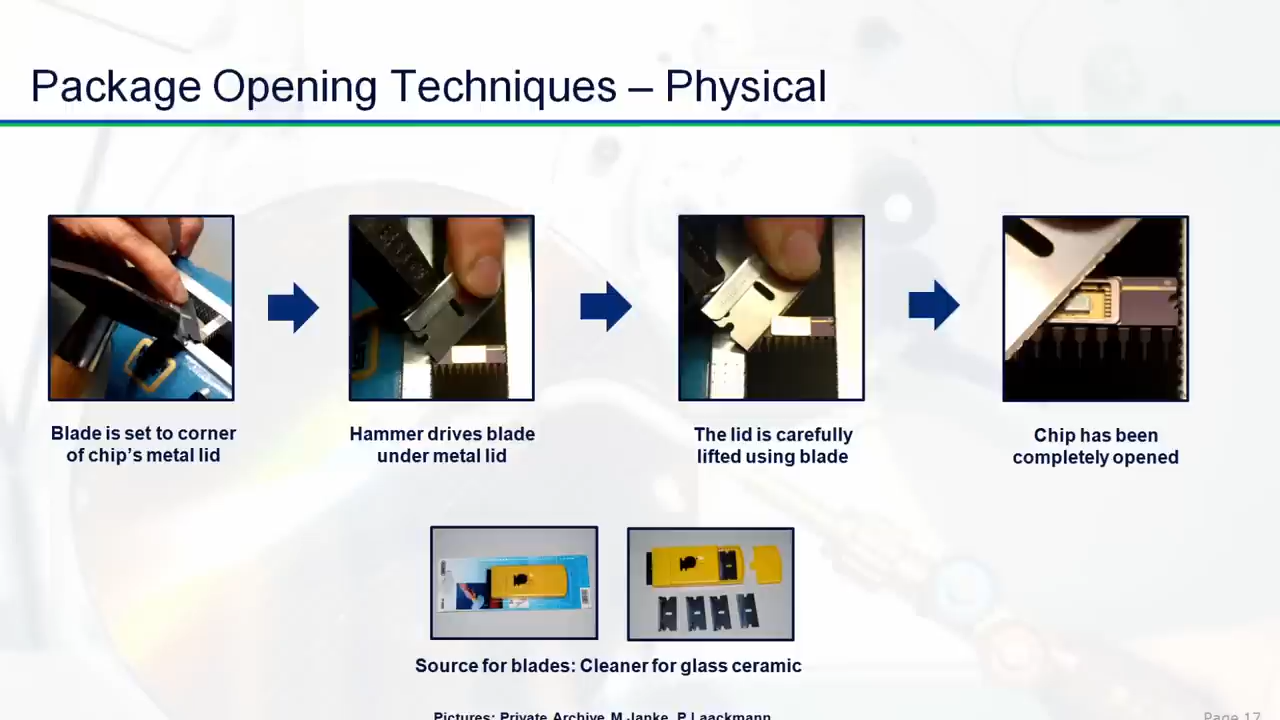 Package Opening Techniques – Physical
Blade is set to corner
of chip's metal lid
Hammer drives blade
under metal lid
The lid is carefully
lifted using blade
Chip has been
completely opened
Source for blades: Cleaner for glass ceramic
Pictures: Private Archive, M.Janke, P.Laackmann
Page 17